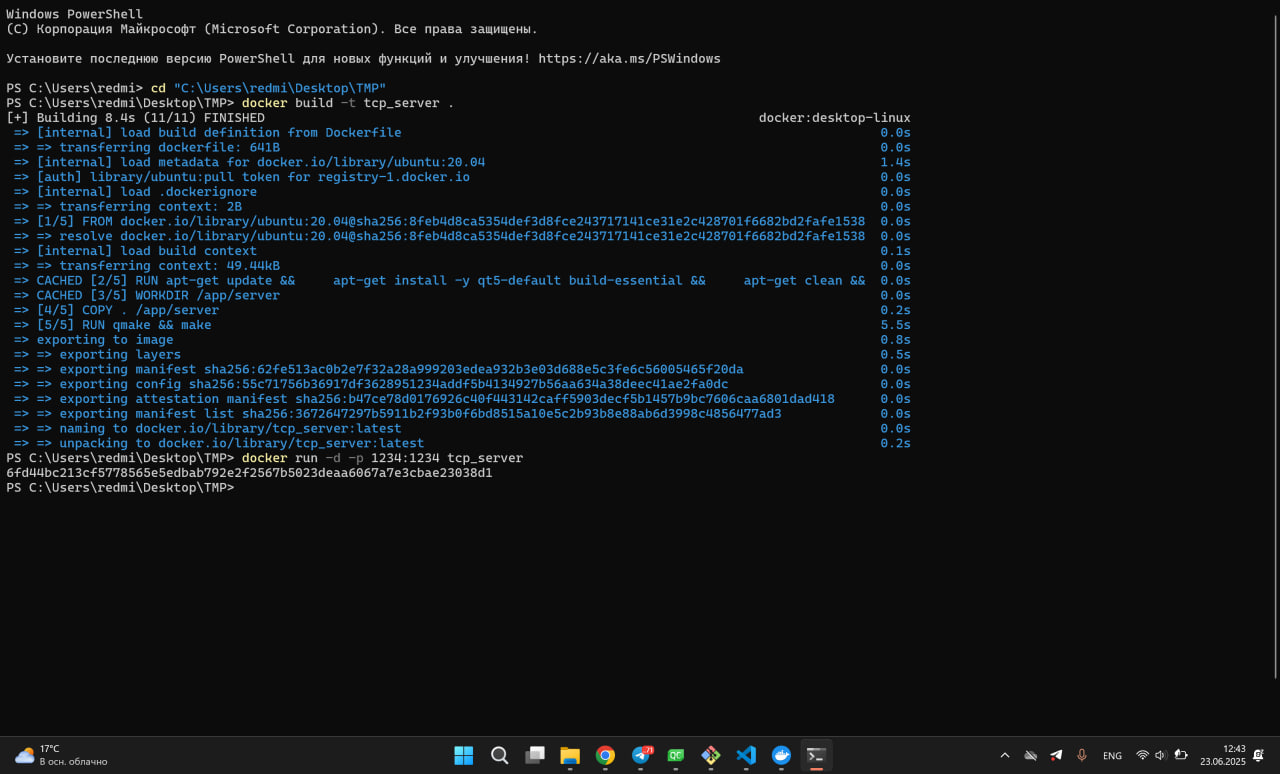 Windows PowerShell
(C) Корпорация Майкрософт (Microsoft Corporation). Все права защищены.
Установите последнюю версию PowerShell для новых функций и улучшения! https://aka.ms/PSWindows
PS C:\Users\redmi> cd "C:\Users\redmi\Desktop\TMP"
PS C:\Users\redmi\Desktop\TMP> docker build -t tcp_server .
[+] Building 8.4s (11/11) FINISHED docker:desktop-linux
=> [internal] load build definition from Dockerfile 0.0s
=> => transferring dockerfile: 641B 0.0s
=> [internal] load metadata for docker.io/library/ubuntu:20.04 1.4s
=> [auth] library/ubuntu:pull token for registry-1.docker.io 0.0s
=> [internal] load .dockerignore 0.0s
=> => transferring context: 2B 0.0s
=> [1/5] FROM docker.io/library/ubuntu:20.04@sha256:8feb4d8ca5354def3d8fce243717141ce31e2c428701f6682bd2fafe1538 0.0s
=> => resolve docker.io/library/ubuntu:20.04@sha256:8feb4d8ca5354def3d8fce243717141ce31e2c428701f6682bd2fafe1538 0.0s
=> [internal] load build context 0.1s
=> => transferring context: 49.44kB 0.0s
=> CACHED [2/5] RUN apt-get update && apt-get install -y qt5-default build-essential && apt-get clean && 0.0s
=> CACHED [3/5] WORKDIR /app/server 0.0s
=> [4/5] COPY . /app/server 0.2s
=> [5/5] RUN qmake && make 5.5s
=> exporting to image 0.8s
=> => exporting layers 0.5s
=> => exporting manifest sha256:62fe513ac0b2e7f32a28a999203edea932b3e03d688e5c3fe6c56005465f20da 0.0s
=> => exporting config sha256:55c71756b36917df3628951234addf5b4134927b56aa634a38deec41ae2fa0dc 0.0s
=> => exporting attestation manifest sha256:b47ce78d0176926c40f443142caff5903decf5b1457b9bc7606caa6801dad418 0.0s
=> => exporting manifest list sha256:3672647297b5911b2f93b0f6bd8515a10e5c2b93b8e88ab6d3998c4856477ad3 0.0s
=> => naming to docker.io/library/tcp_server:latest 0.0s
=> => unpacking to docker.io/library/tcp_server:latest 0.2s
PS C:\Users\redmi\Desktop\TMP> docker run -d -p 1234:1234 tcp_server
6fd44bc213cf5778565e5edbab792e2f2567b5023deaa6067a7e3cbae23038d1
PS C:\Users\redmi\Desktop\TMP>
17°C
В осн. облачно
71
QC
ENG
12:43
23.06.2025